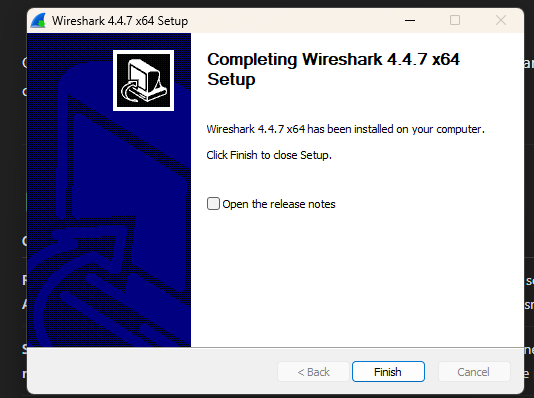 Wireshark 4.4.7 x64 Setup
Completing Wireshark 4.4.7 x64
Setup
Wireshark 4.4.7 x64 has been installed on your computer.
Click Finish to close Setup.
Open the release notes
< Back
Finish
Cancel